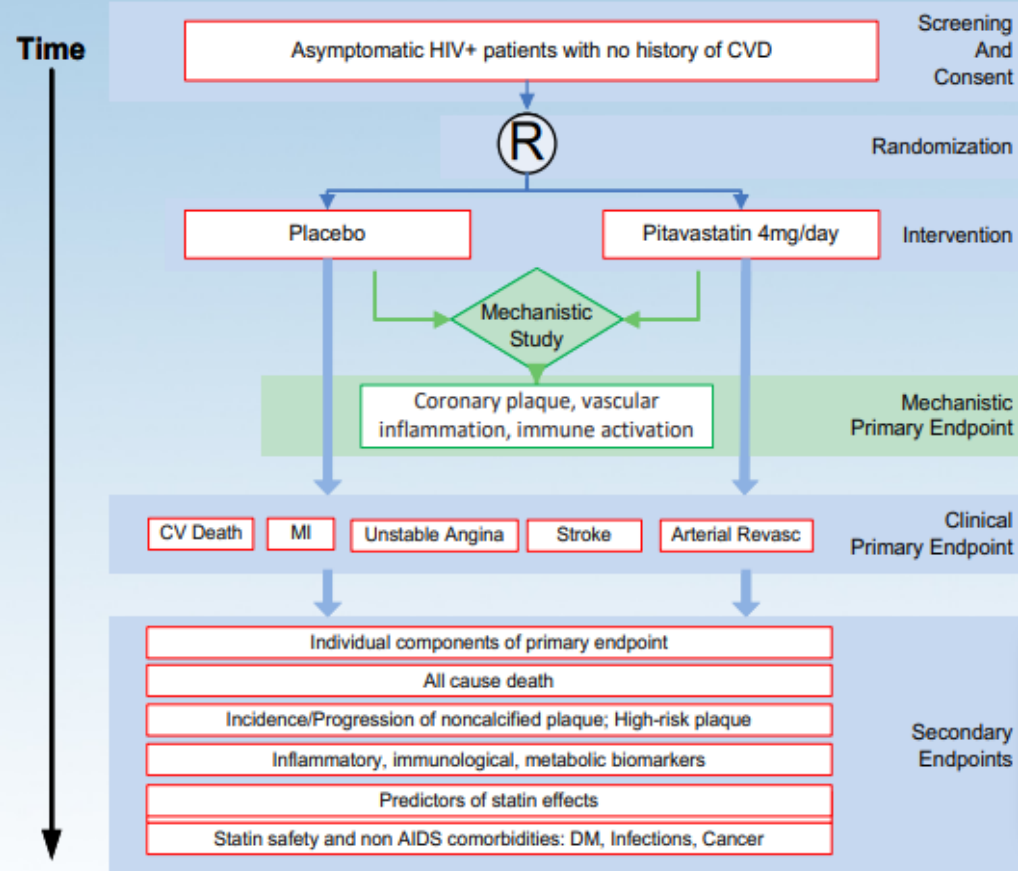 Time
Asymptomatic HIV+ patients with no history of CVD
Screening
And
Consent
R
Randomization
Placebo
Pitavastatin 4mg/day
Intervention
Mechanistic
Study
Coronary plaque, vascular
inflammation, immune activation
Mechanistic
Primary Endpoint
CV Death
MI
Unstable Angina
Stroke
Arterial Revasc
Clinical
Primary Endpoint
Individual components of primary endpoint
All cause death
Incidence/Progression of noncalcified plaque; High-risk plaque
Inflammatory, immunological, metabolic biomarkers
Predictors of statin effects
Statin safety and non AIDS comorbidities: DM, Infections, Cancer
Secondary
Endpoints